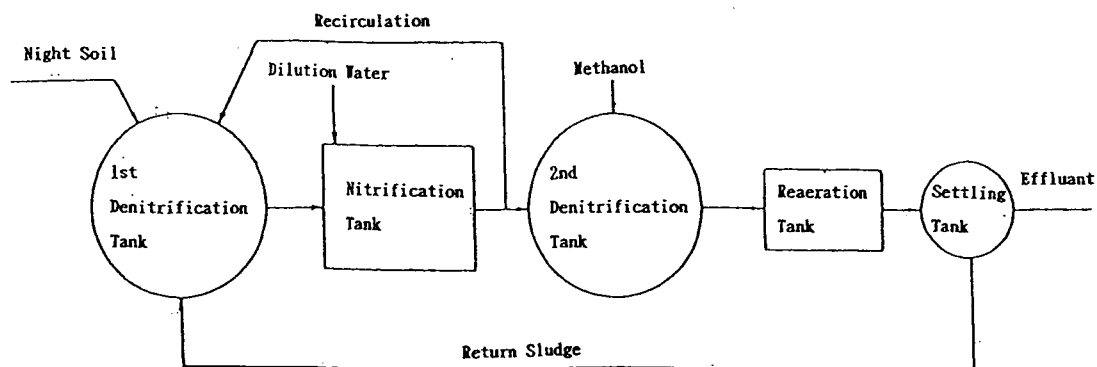 Recirculation
Night Soil
Dilution Water
Methanol
1st
Denitrification
Tank
Nitrification
Tank
2nd
Denitrification
Tank
Reaeration
Tank
Settling
Tank
Effluant
Return Sludge